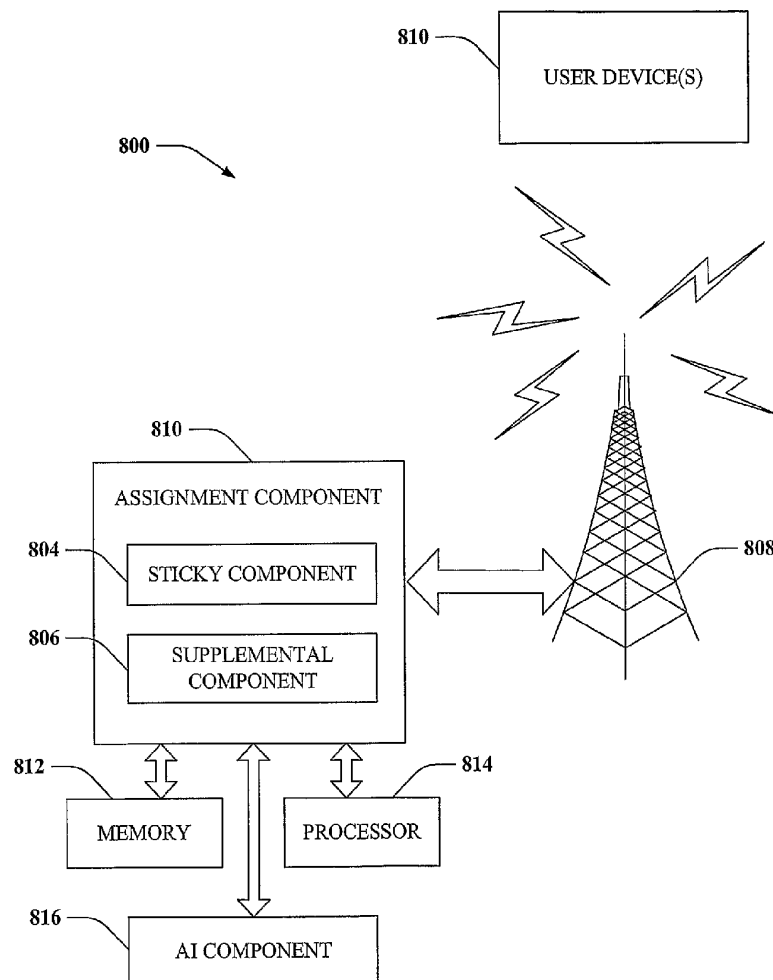 810
USER DEVICE(S)
800
810
ASSIGNMENT COMPONENT
804
STICKY COMPONENT
808
806
SUPPLEMENTAL
COMPONENT
812
814
MEMORY
PROCESSOR
816
AI COMPONENT